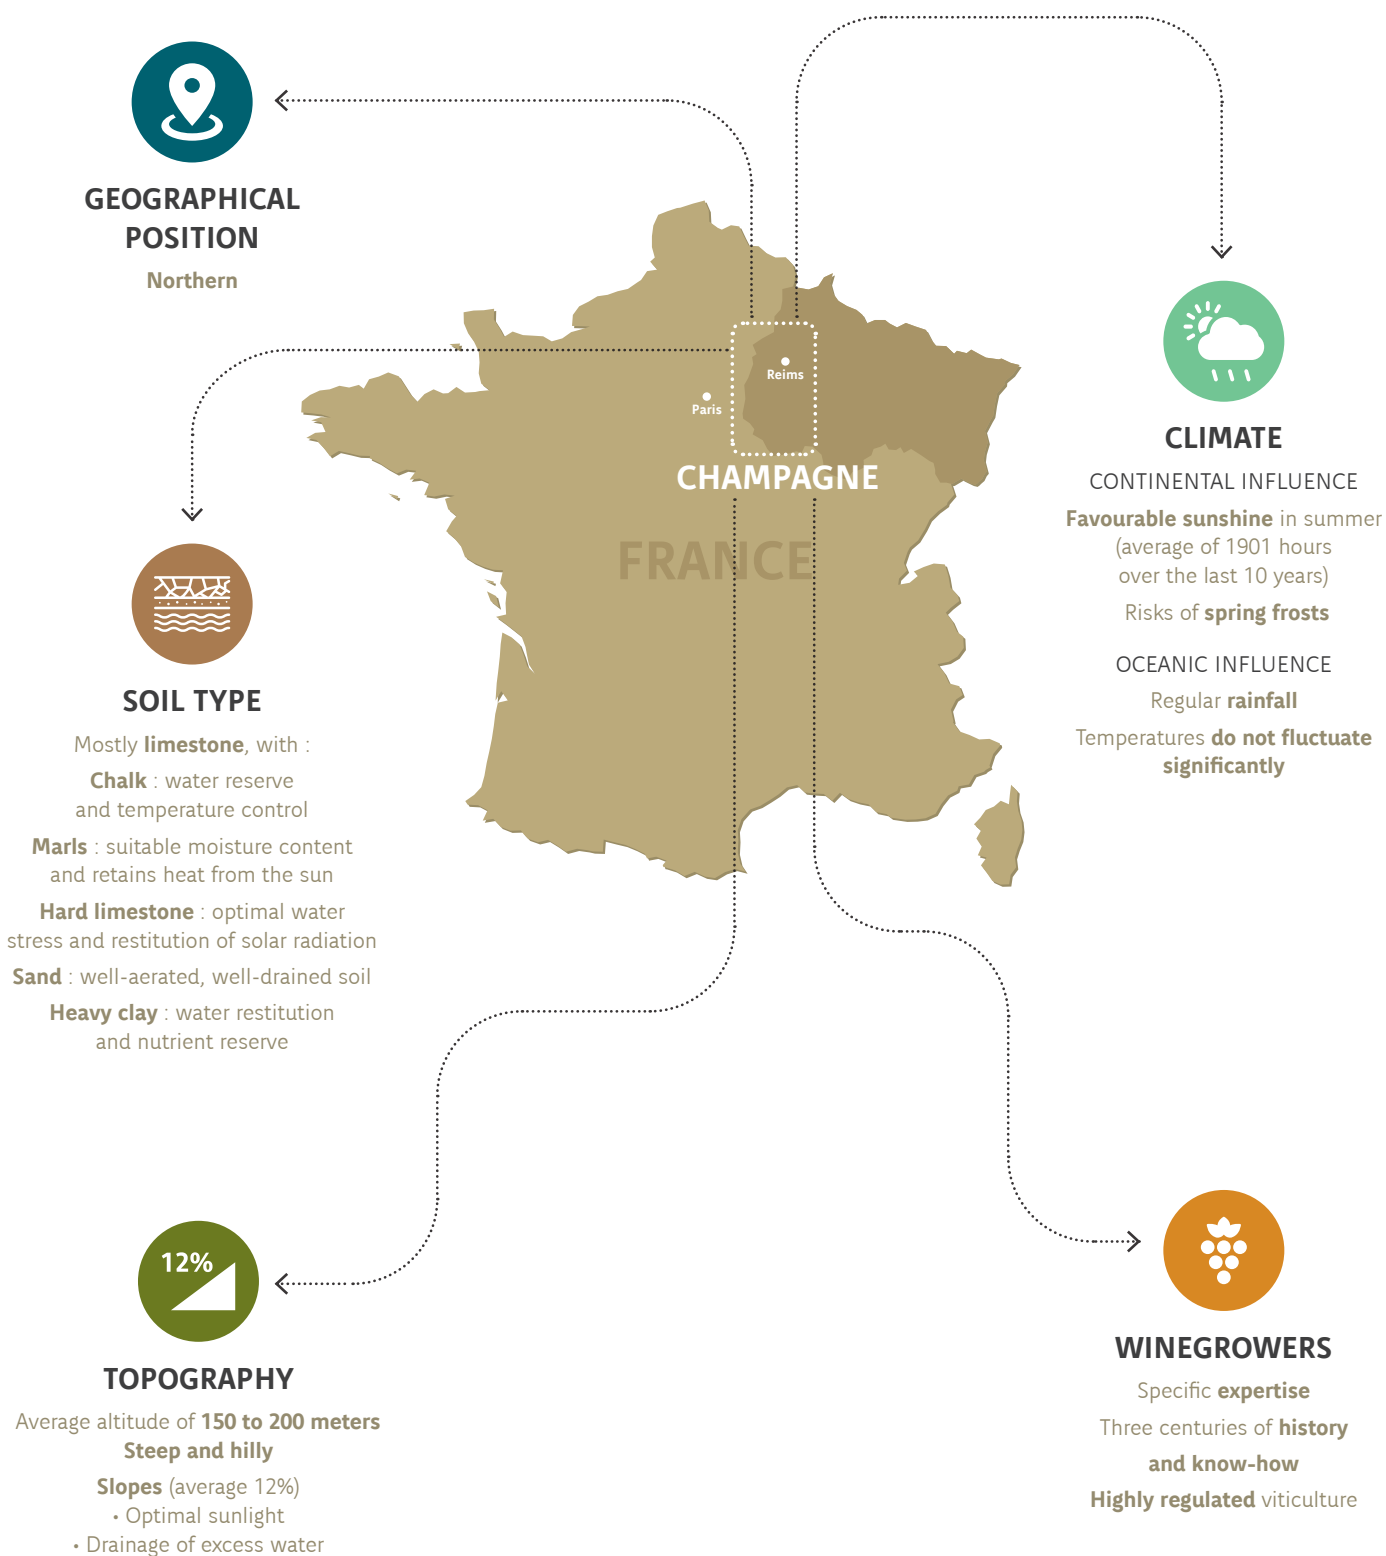 GEOGRAPHICAL
POSITION
Northern
Reims
Paris
CHAMPAGNE
FRANCE
CLIMATE
CONTINENTAL INFLUENCE
Favourable sunshine in summer
(average of 1901 hours
over the last 10 years)
Risks of spring frosts
OCEANIC INFLUENCE
Regular rainfall
Temperatures do not fluctuate
significantly
SOIL TYPE
Mostly limestone, with :
Chalk : water reserve
and temperature control
Marls : suitable moisture content
and retains heat from the sun
Hard limestone : optimal water
stress and restitution of solar radiation
Sand : well-aerated, well-drained soil
Heavy clay : water restitution
and nutrient reserve
12%
TOPOGRAPHY
Average altitude of 150 to 200 meters
Steep and hilly
Slopes (average 12%)
• Optimal sunlight
• Drainage of excess water
WINEGROWERS
Specific expertise
Three centuries of history
and know-how
Highly regulated viticulture